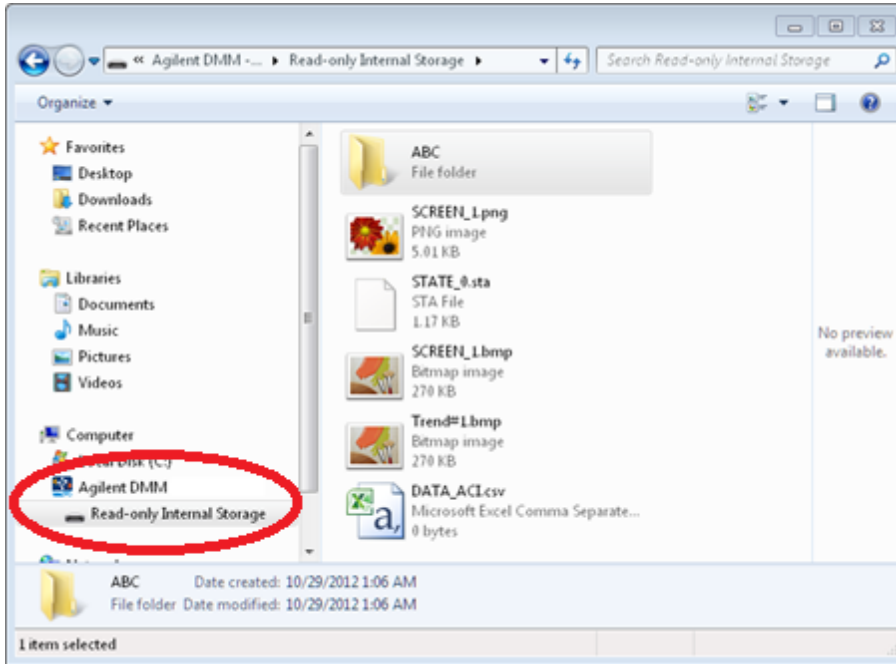 « Agilent DMM -... ▸ Read-only Internal Storage ▸
Search Read-only Internal Storage
Organize
Favorites
Desktop
Downloads
Recent Places
Libraries
Documents
Music
Pictures
Videos
Computer
Local Disk (C:)
Agilent DMM
Read-only Internal Storage
ABC
File folder
SCREEN_1.png
PNG image
5.01 KB
STATE_0.sta
STA File
1.17 KB
SCREEN_1.bmp
Bitmap image
270 KB
Trend#1.bmp
Bitmap image
270 KB
DATA_ACI.csv
Microsoft Excel Comma Separate...
0 bytes
No preview
available.
ABC Date created: 10/29/2012 1:06 AM
File folder Date modified: 10/29/2012 1:06 AM
1 item selected